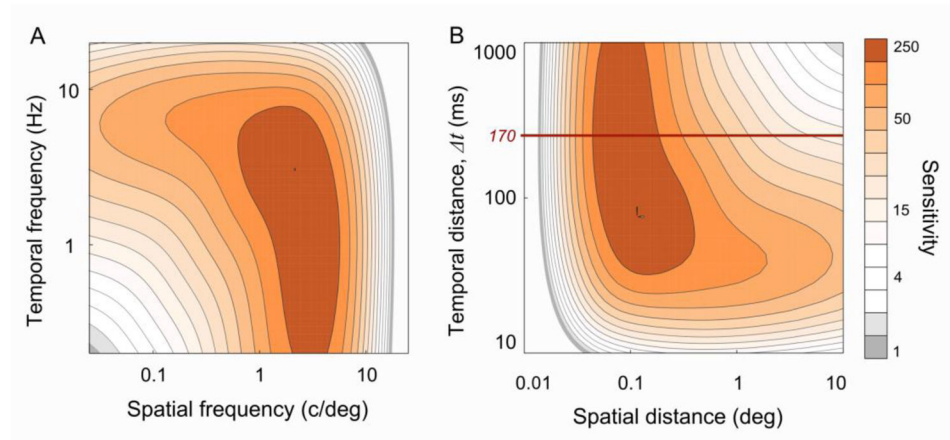 A
Temporal frequency (Hz)
10
1
0.1
1
10
Spatial frequency (c/deg)
B
Temporal distance, Δt (ms)
1000
170
100
10
0.01
0.1
1
10
Spatial distance (deg)
250
50
15
4
1
Sensitivity